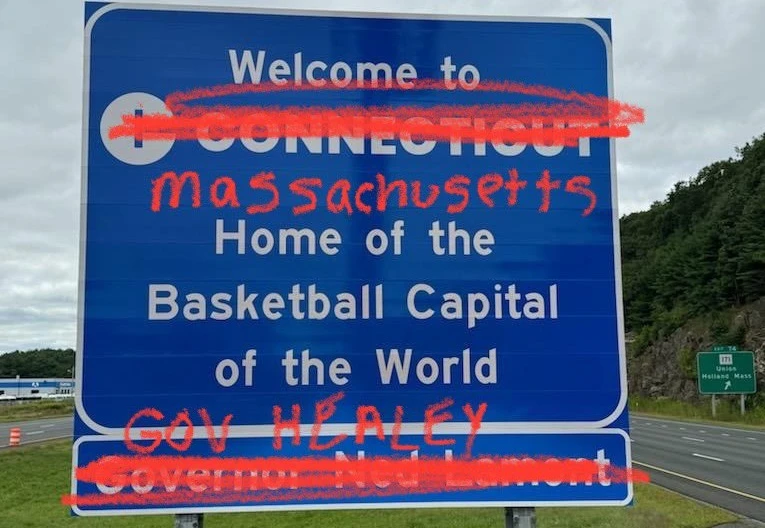 Welcome to
CONNECTICUT
massachusetts
Home of the
Basketball Capital
of the World
GOV HEALEY
Governor Ned Lamont
EXIT 74
171
Union
Holland Mass